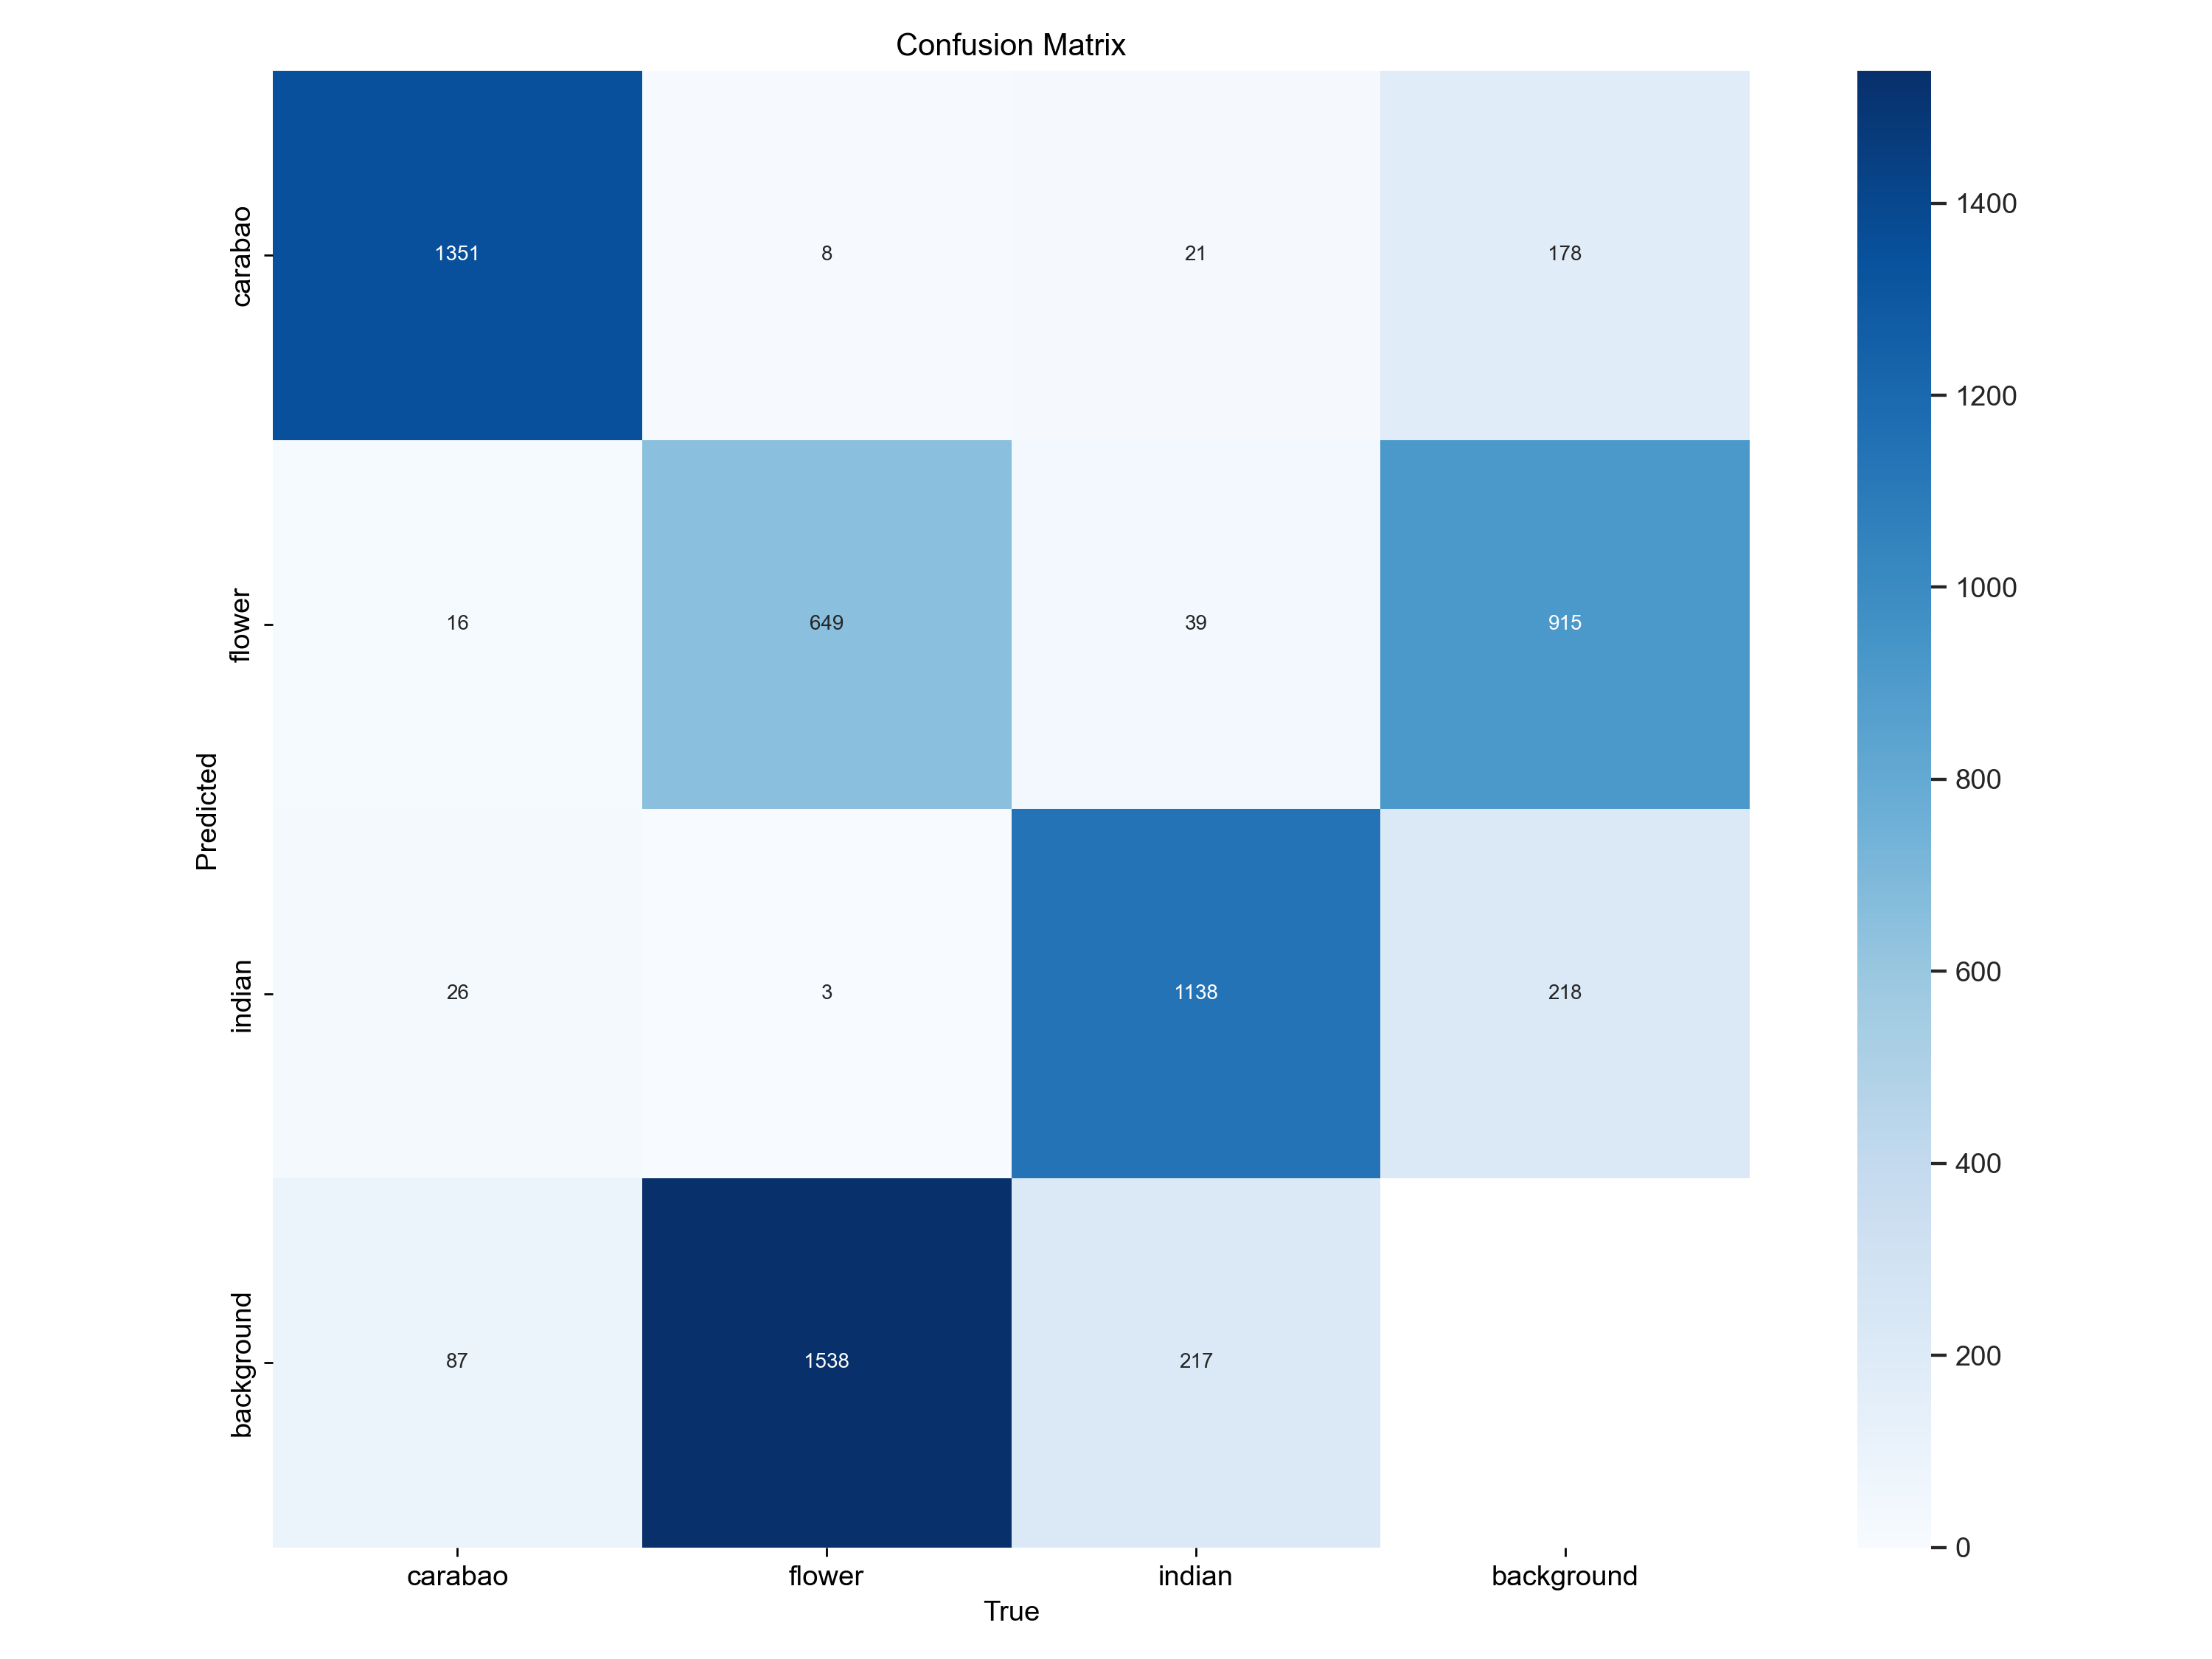 Confusion Matrix
carabao
1351
8
21
178
flower
16
649
39
915
indian
26
3
1138
218
background
87
1538
217
Predicted
carabao
flower
indian
background
True
1400
1200
1000
800
600
400
200
0